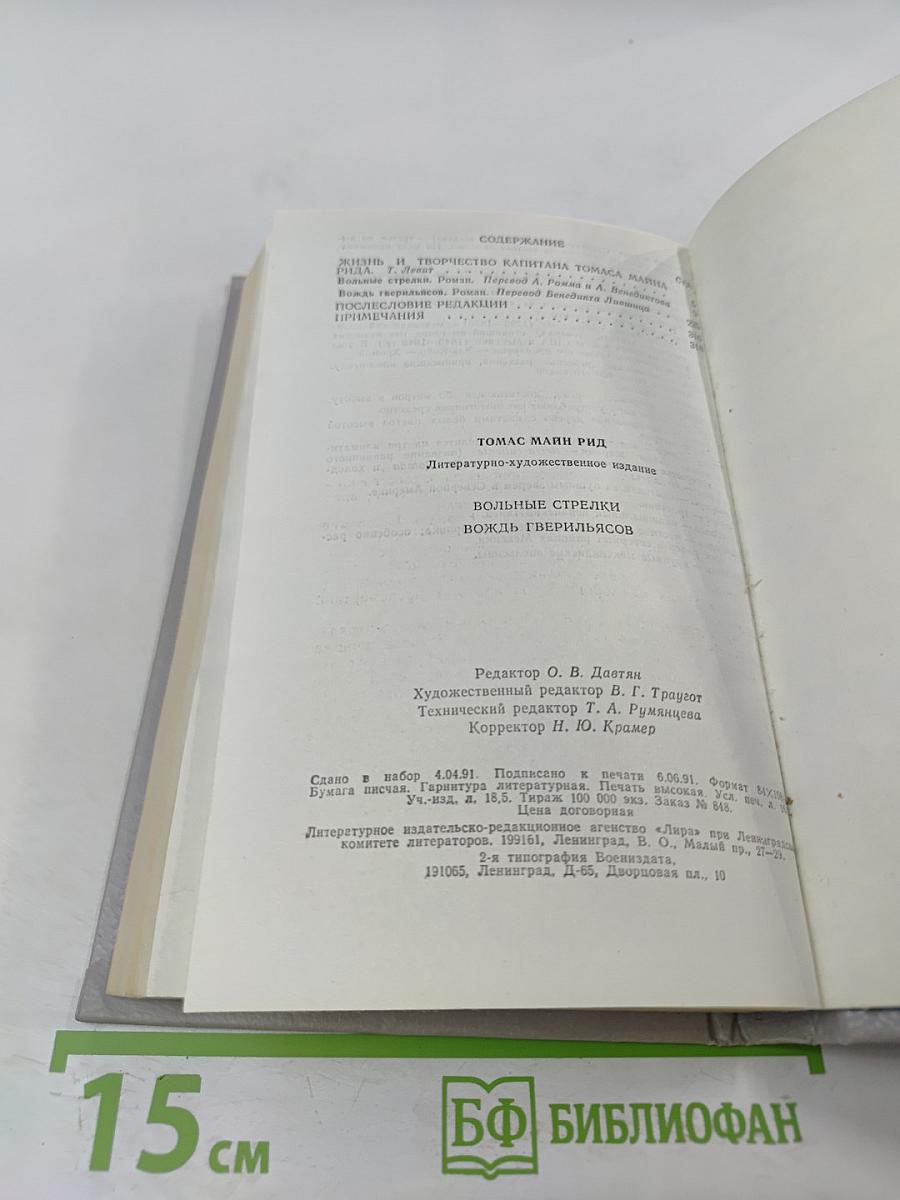 СОДЕРЖАНИЕ
Стр.
ЖИЗНЬ И ТВОРЧЕСТВО КАПИТАНА ТОМАСА МАЙНА
РИДА. Т. Левит . . . . . . . . . . . . . . . . 5
Вольные стрелки. Роман. Перевод А. Ромма и А. Венедиктова
Вождь гверильясов. Роман. Перевод Бенедикта Лившица . .
ПОСЛЕСЛОВИЕ РЕДАКЦИИ . . . . . . . . . . . .
ПРИМЕЧАНИЯ . . . . . . . . . . . . . . . .
ТОМАС МАЙН РИД
Литературно-художественное издание
ВОЛЬНЫЕ СТРЕЛКИ
ВОЖДЬ ГВЕРИЛЬЯСОВ
Редактор О. В. Давтян
Художественный редактор В. Г. Траугот
Технический редактор Т. А. Румянцева
Корректор Н. Ю. Крамер
Сдано в набор 4.04.91. Подписано к печати 6.06.91. Формат
Бумага писчая. Гарнитура литературная. Печать высокая. Усл. печ. л.
Уч.-изд. л. 18,5. Тираж 100 000 экз. Заказ № 848.
Цена договорная
Литературное издательско-редакционное агенство «Лира» при
комитете литераторов. 199161, Ленинград, В. О., Малый пр., 27—29.
2-я типография Воениздата,
191065, Ленинград, Д-65, Дворцовая пл., 10
15 см
БФ БИБЛИОФАН